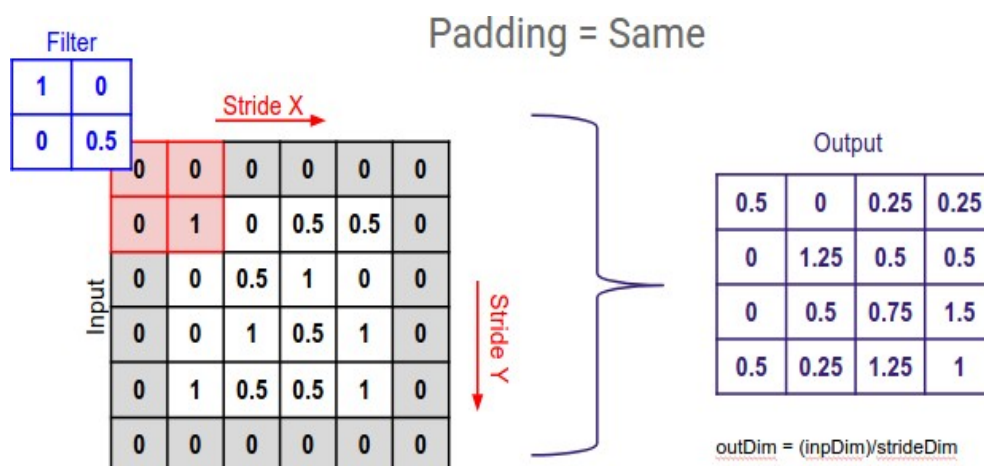 Padding = Same
Filter
1 0
0 0.5
Stride X
Input
0 0 0 0 0 0
0 1 0 0.5 0.5 0
0 0 0.5 1 0 0
0 0 1 0.5 1 0
0 1 0.5 0.5 1 0
0 0 0 0 0 0
Stride Y
Output
0.5 0 0.25 0.25
0 1.25 0.5 0.5
0 0.5 0.75 1.5
0.5 0.25 1.25 1
outDim = (inpDim)/strideDim